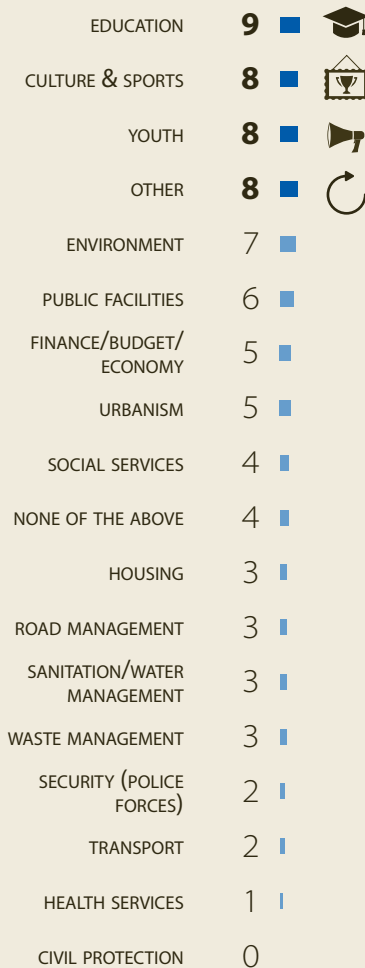 EDUCATION 9
CULTURE & SPORTS 8
YOUTH 8
OTHER 8
ENVIRONMENT 7
PUBLIC FACILITIES 6
FINANCE/BUDGET/
ECONOMY 5
URBANISM 5
SOCIAL SERVICES 4
NONE OF THE ABOVE 4
HOUSING 3
ROAD MANAGEMENT 3
SANITATION/WATER
MANAGEMENT 3
WASTE MANAGEMENT 3
SECURITY (POLICE
FORCES) 2
TRANSPORT 2
HEALTH SERVICES 1
CIVIL PROTECTION 0